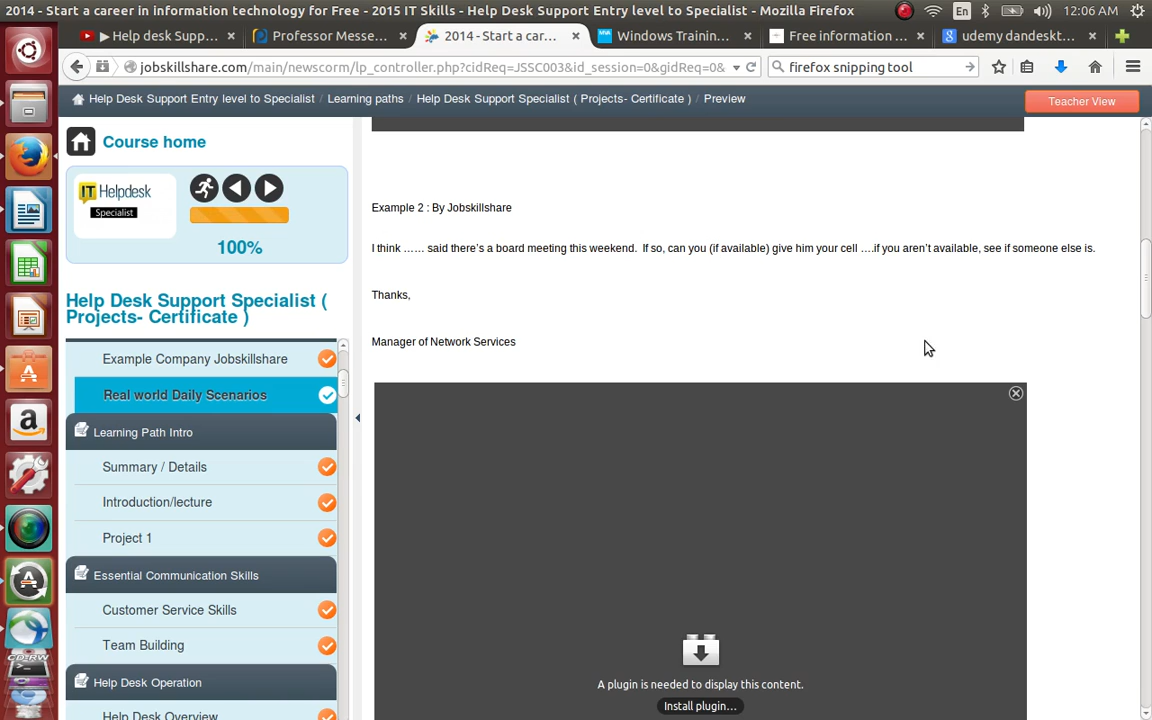 2014 - Start a career in information technology for Free - 2015 IT Skills - Help Desk Support Entry level to Specialist - Mozilla Firefox
En
12:06 AM
▶ Help desk Supp...
Professor Messe...
2014 - Start a car...
Windows Trainin...
Free information ...
udemy dandeskt...
jobskillshare.com/main/newscorm/lp_controller.php?cidReq=JSSC003&id_session=0&gidReq=0&
firefox snipping tool
Help Desk Support Entry level to Specialist / Learning paths / Help Desk Support Specialist ( Projects- Certificate ) / Preview
Teacher View
Course home
IT Helpdesk
Specialist
100%
Help Desk Support Specialist (
Projects- Certificate )
Example Company Jobskillshare
Real world Daily Scenarios
Learning Path Intro
Summary / Details
Introduction/lecture
Project 1
Essential Communication Skills
Customer Service Skills
Team Building
Help Desk Operation
Help Desk Overview
Example 2 : By Jobskillshare
I think …… said there's a board meeting this weekend.  If so, can you (if available) give him your cell ….if you aren't available, see if someone else is.
Thanks,
Manager of Network Services
A plugin is needed to display this content.
Install plugin...
CD-RW